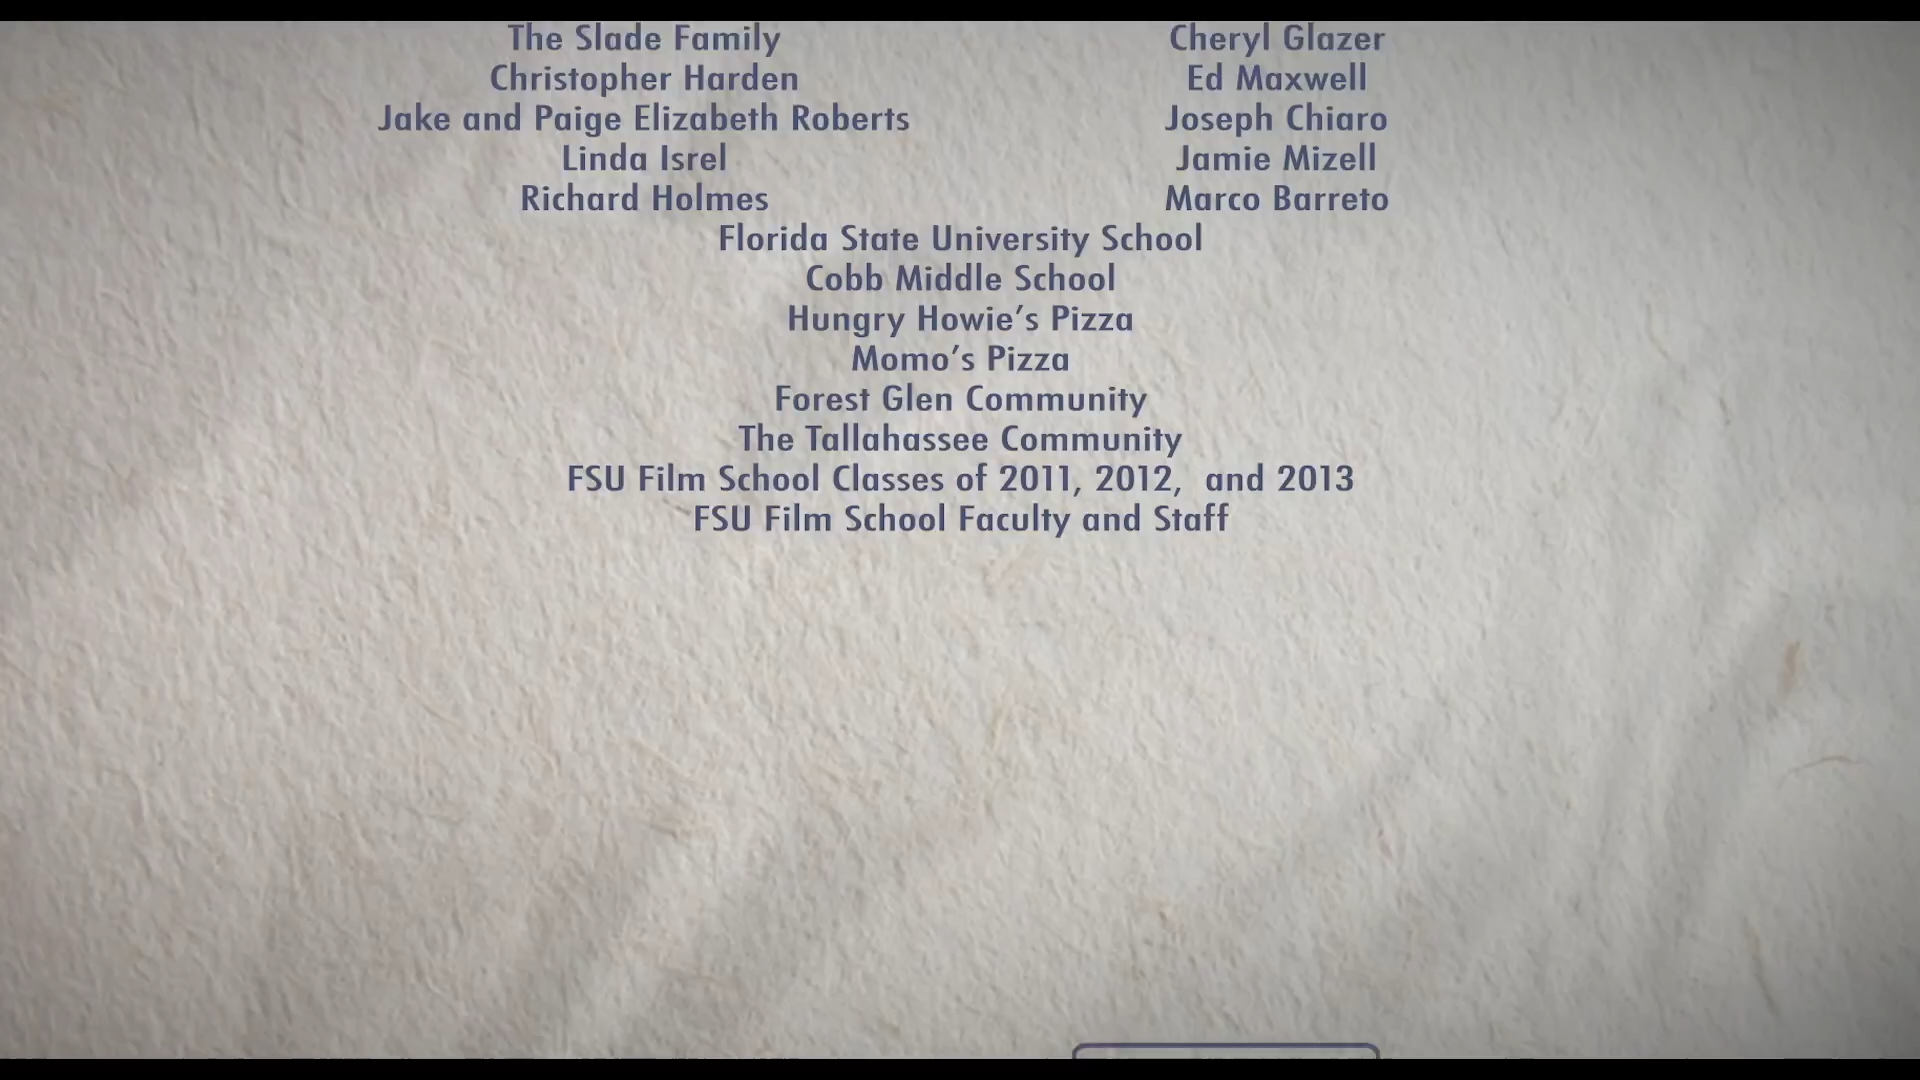 The Slade Family Cheryl Glazer
Christopher Harden Ed Maxwell
Jake and Paige Elizabeth Roberts Joseph Chiaro
Linda Isrel Jamie Mizell
Richard Holmes Marco Barreto
Florida State University School
Cobb Middle School
Hungry Howie’s Pizza
Momo’s Pizza
Forest Glen Community
The Tallahassee Community
FSU Film School Classes of 2011, 2012,  and 2013
FSU Film School Faculty and Staff